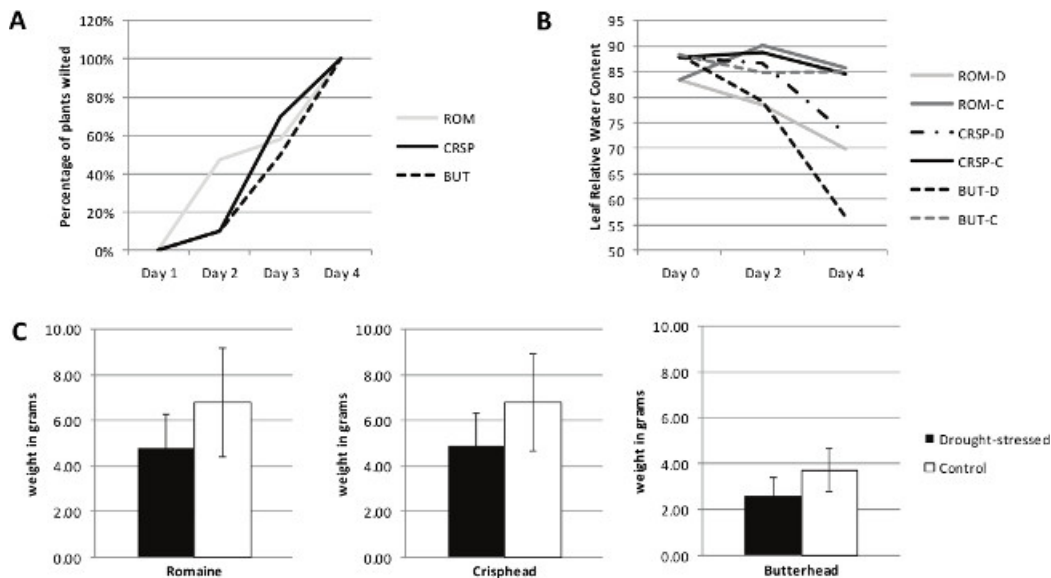 A
Percentage of plants wilted
120%
100%
80%
60%
40%
20%
0%
Day 1 Day 2 Day 3 Day 4
ROM
CRSP
BUT
B
Leaf Relative Water Content
95
90
85
80
75
70
65
60
55
50
Day 0 Day 2 Day 4
ROM-D
ROM-C
CRSP-D
CRSP-C
BUT-D
BUT-C
C
weight in grams
10.00
8.00
6.00
4.00
2.00
0.00
Romaine
weight in grams
10.00
8.00
6.00
4.00
2.00
0.00
Crisphead
weight in grams
10.00
8.00
6.00
4.00
2.00
0.00
Butterhead
Drought-stressed
Control